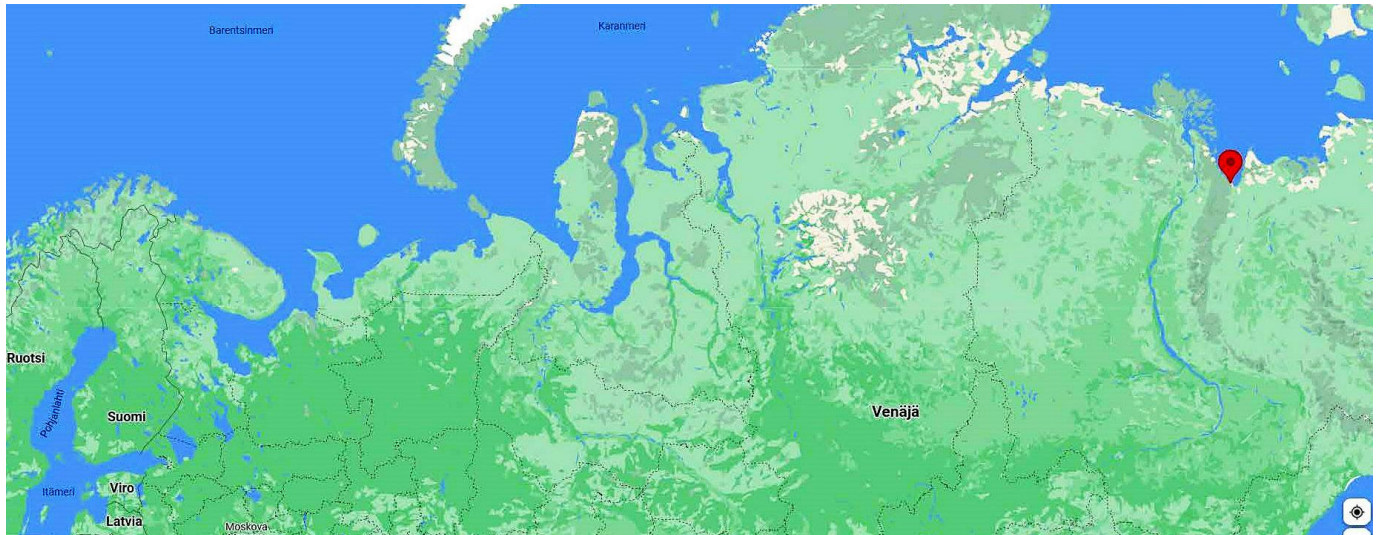 Barentsinmeri
Karanmeri
Ruotsi
Pohjanlahti
Suomi
Venäjä
Itämeri
Viro
Latvia
Moskova